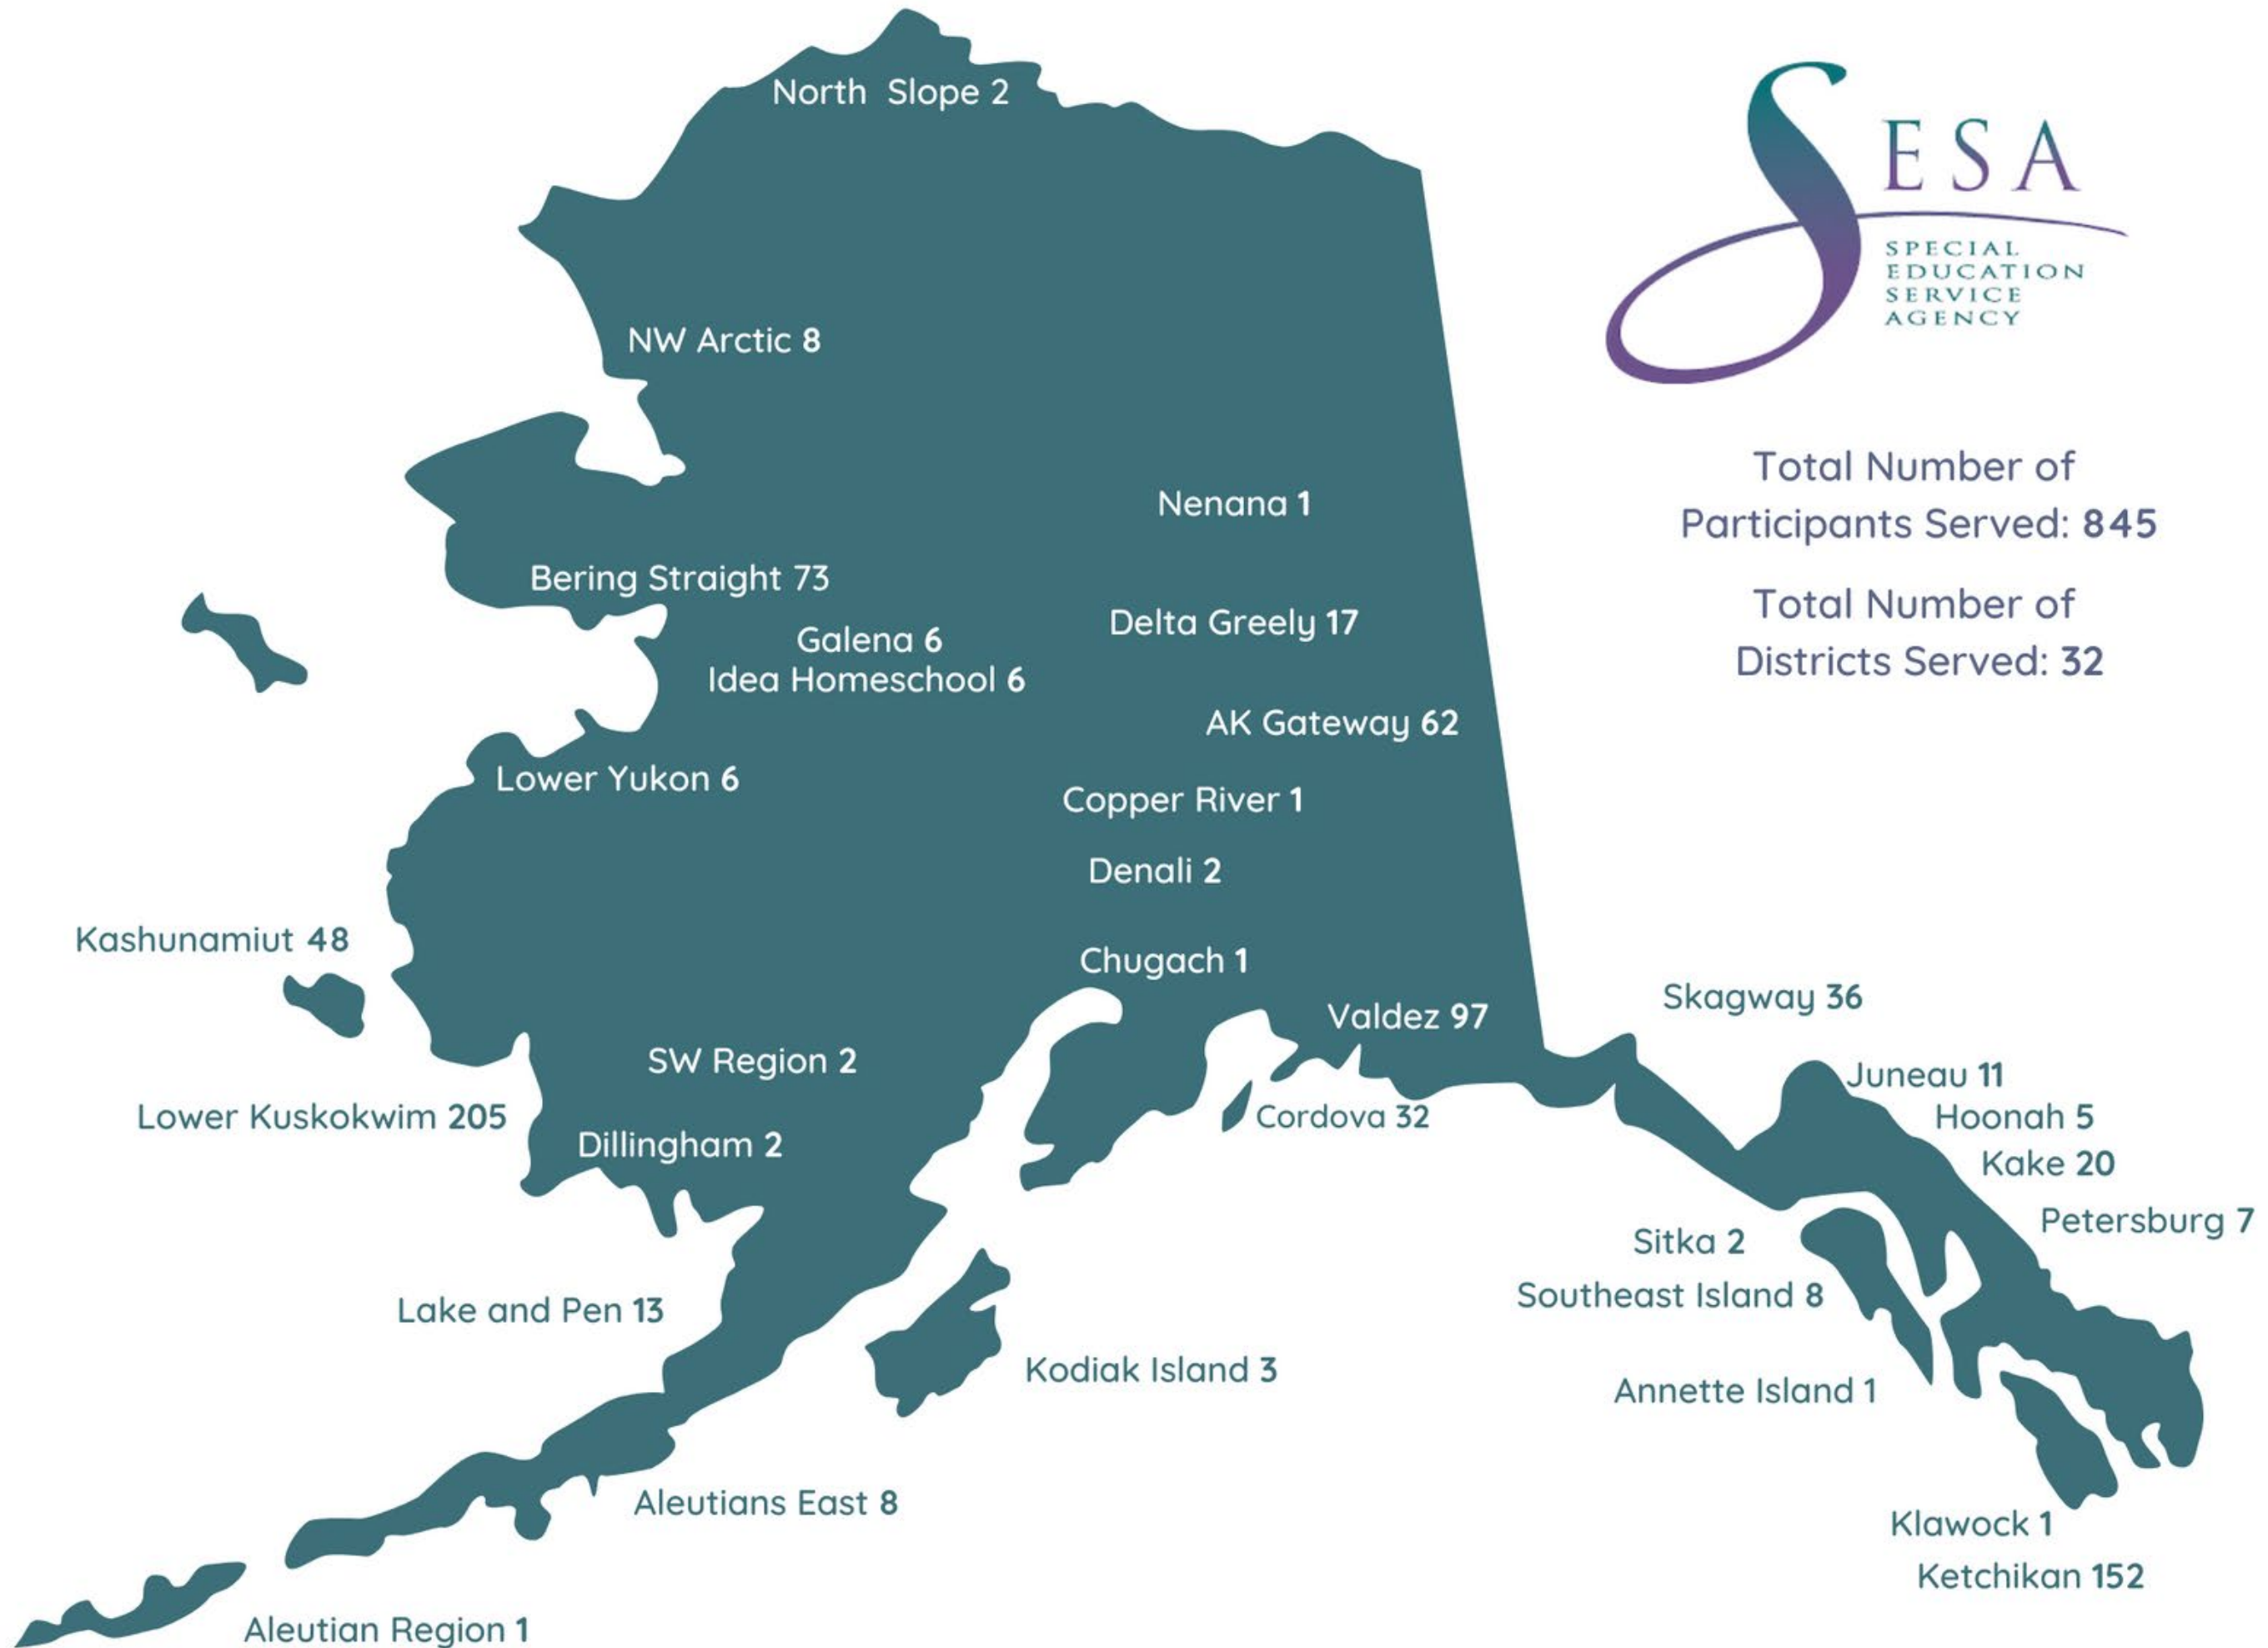 North Slope 2
ESA
SPECIAL
EDUCATION
SERVICE
AGENCY
NW Arctic 8
Total Number of
Participants Served: 845
Nenana 1
Bering Straight 73
Total Number of
Districts Served: 32
Delta Greely 17
Galena 6
Idea Homeschool 6
AK Gateway 62
Lower Yukon 6
Copper River 1
Denali 2
Kashunamiut 48
Chugach 1
Skagway 36
Valdez 97
SW Region 2
Juneau 11
Lower Kuskokwim 205
Cordova 32
Hoonah 5
Dillingham 2
Kake 20
Petersburg 7
Sitka 2
Southeast Island 8
Lake and Pen 13
Kodiak Island 3
Annette Island 1
Aleutians East 8
Klawock 1
Ketchikan 152
Aleutian Region 1